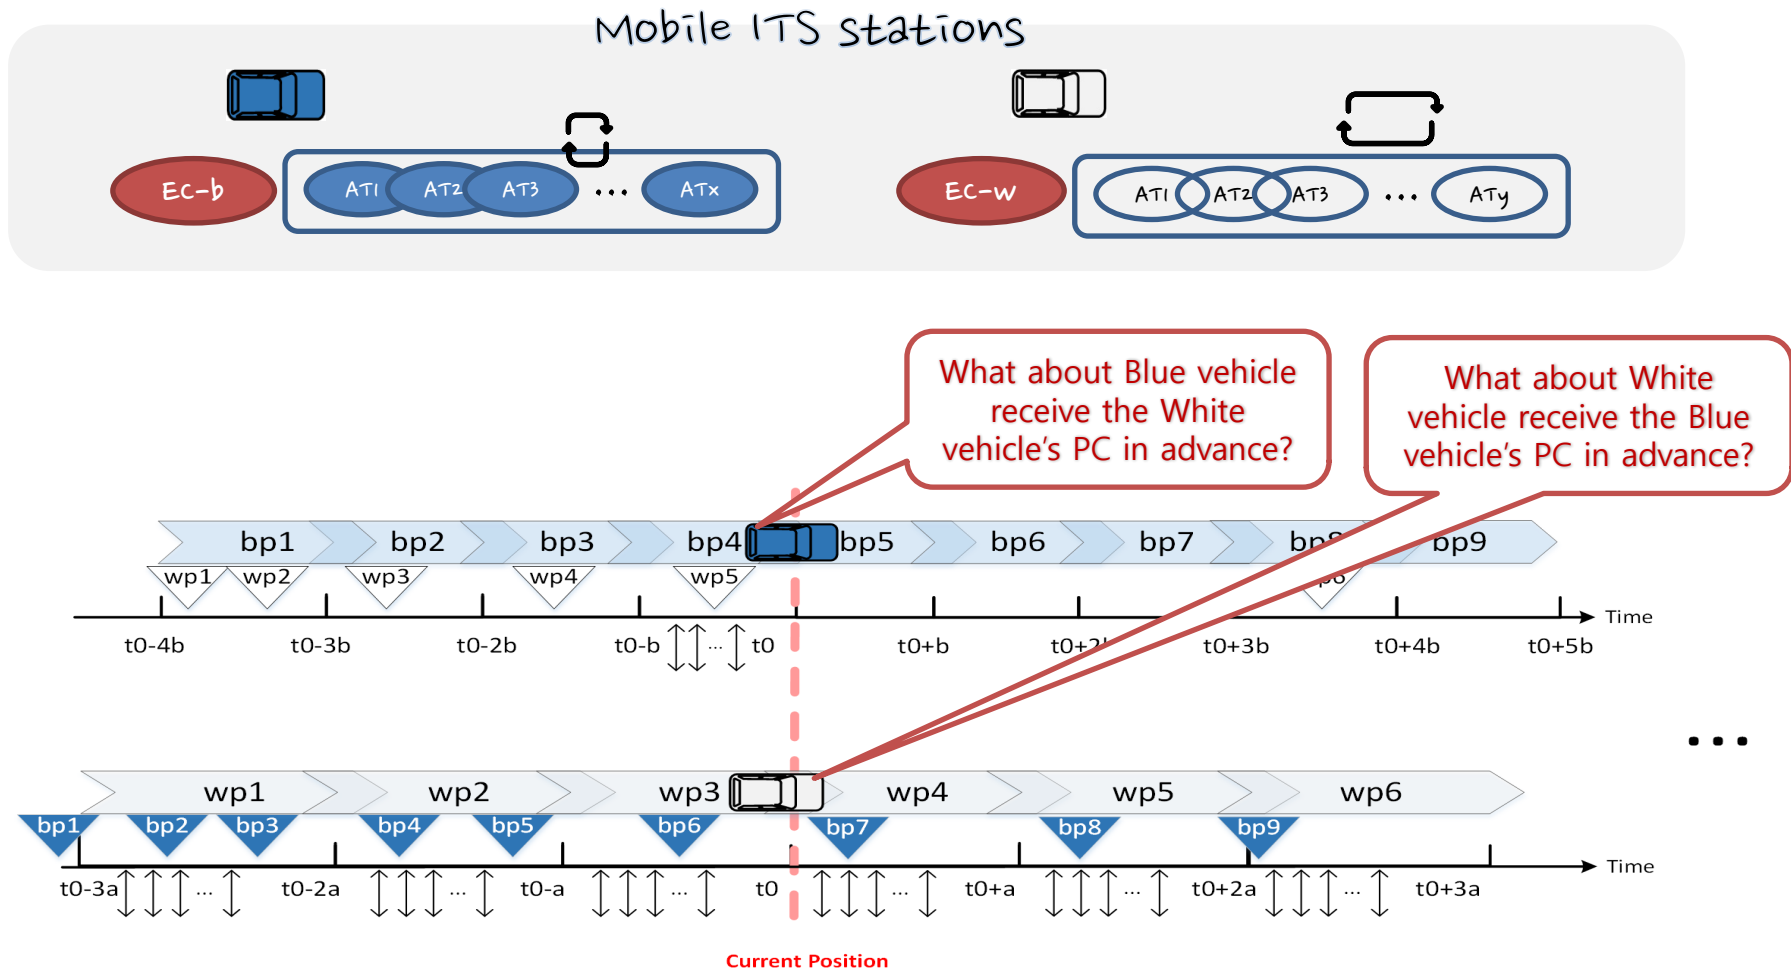 Mobile ITS stations
EC-b
AT1 AT2 AT3 ... ATx
EC-w
AT1 AT2 AT3 ... ATy
What about Blue vehicle
receive the White
vehicle's PC in advance?
What about White
vehicle receive the Blue
vehicle's PC in advance?
bp1 bp2 bp3 bp4 bp5 bp6 bp7 bp8 bp9
wp1 wp2 wp3 wp4 wp5
Time
t0-4b t0-3b t0-2b t0-b ... t0 t0+b t0+2b t0+3b t0+4b t0+5b
...
wp1 wp2 wp3 wp4 wp5 wp6
bp1 bp2 bp3 bp4 bp5 bp6 bp7 bp8 bp9
Time
t0-3a ... t0-2a ... t0-a ... t0 ... t0+a ... t0+2a ... t0+3a
Current Position